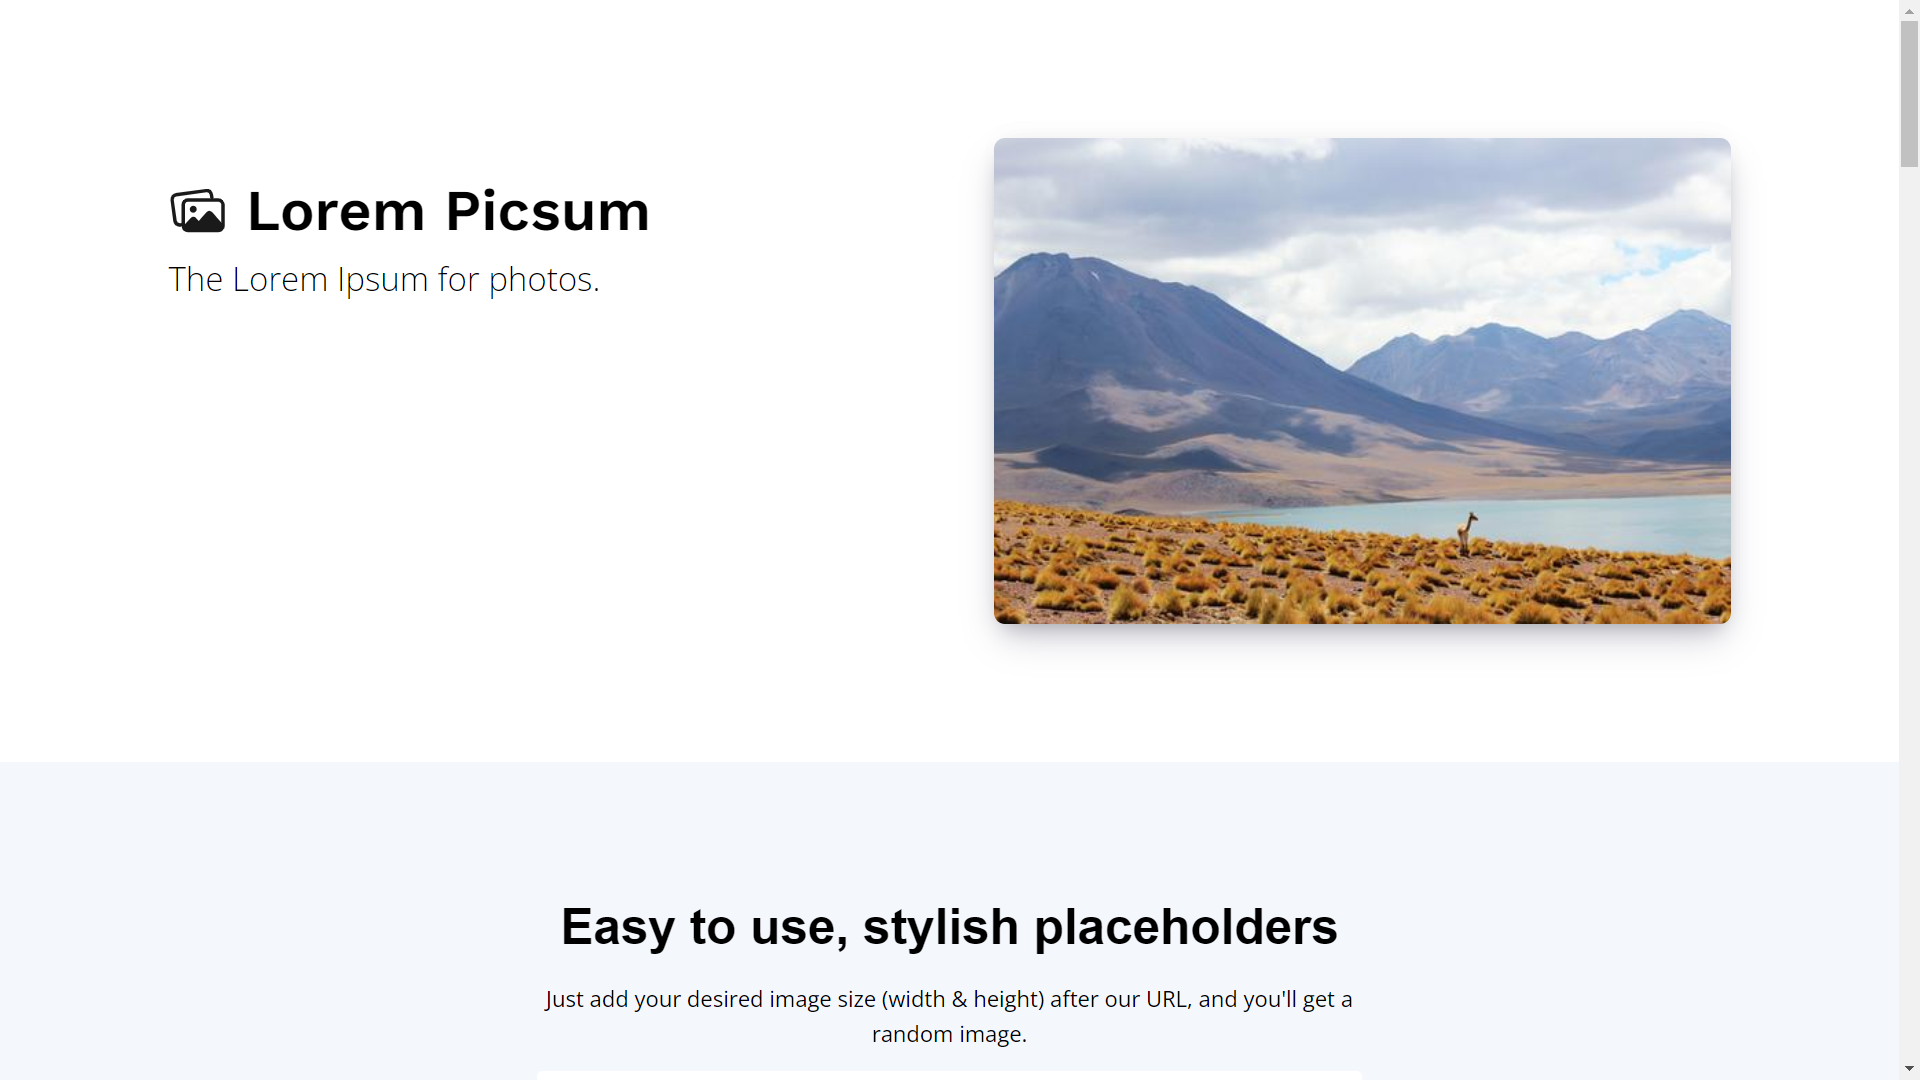 Lorem Picsum
The Lorem Ipsum for photos.
Easy to use, stylish placeholders
Just add your desired image size (width & height) after our URL, and you'll get a
random image.